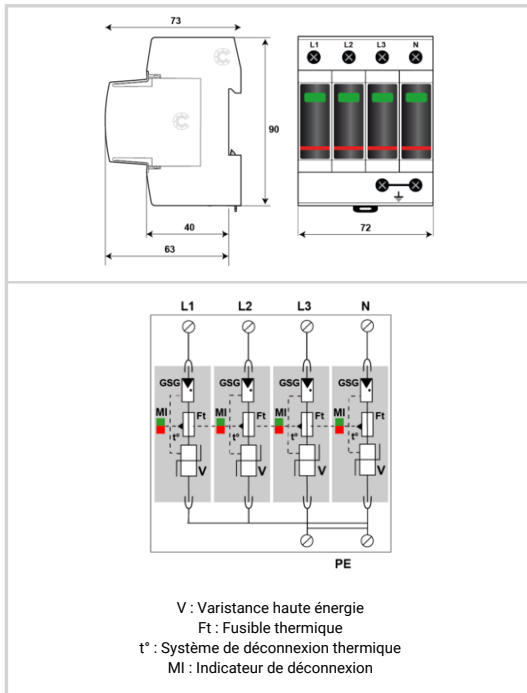 73
90
40
63
L1 L2 L3 N
72
L1 L2 L3 N
GSG GSG GSG GSG
MI Ft MI Ft MI Ft MI Ft
t° t° t° t°
V V V V
PE
V : Varistance haute énergie
Ft : Fusible thermique
t° : Système de déconnexion thermique
MI : Indicateur de déconnexion